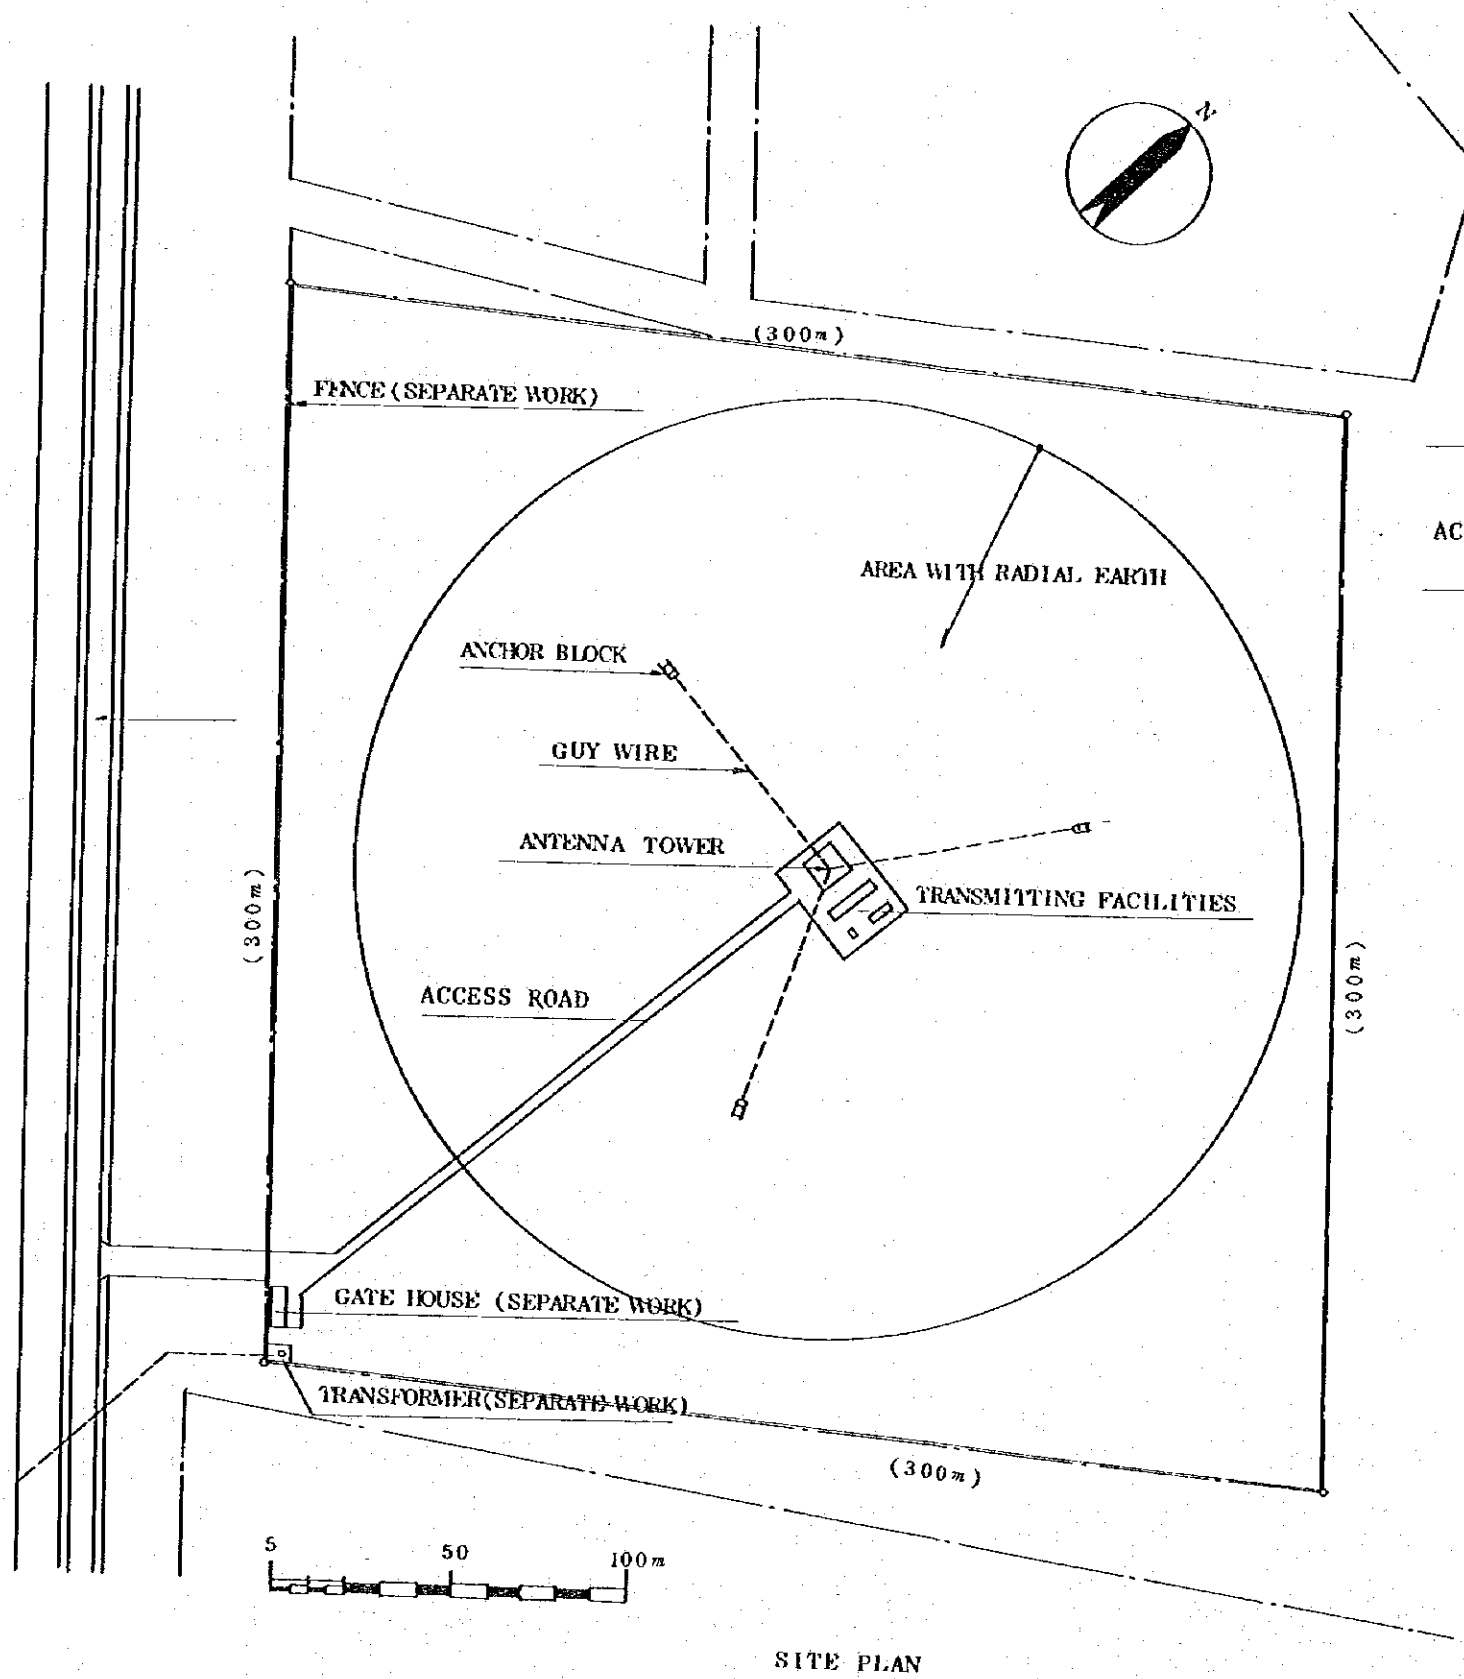 N
(300m)
FENCE (SEPARATE WORK)
AC
AREA WITH RADIAL EARTH
ANCHOR BLOCK
GUY WIRE
ANTENNA TOWER
TRANSMITTING FACILITIES
(300m)
(300m)
ACCESS ROAD
GATE HOUSE (SEPARATE WORK)
TRANSFORMER (SEPARATE WORK)
(300m)
5 50 100m
SITE PLAN